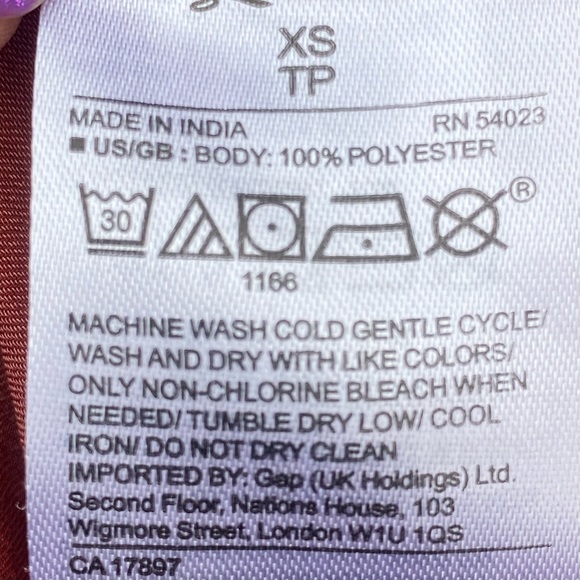 XS
TP
MADE IN INDIA RN 54023
US/GB : BODY: 100% POLYESTER
30 ®
1166
MACHINE WASH COLD GENTLE CYCLE/
WASH AND DRY WITH LIKE COLORS/
ONLY NON-CHLORINE BLEACH WHEN
NEEDED/ TUMBLE DRY LOW/ COOL
IRON/ DO NOT DRY CLEAN
IMPORTED BY: Gap (UK Holdings) Ltd.
Second Floor, Nations House, 103
Wigmore Street, London W1U 1QS
CA 17897